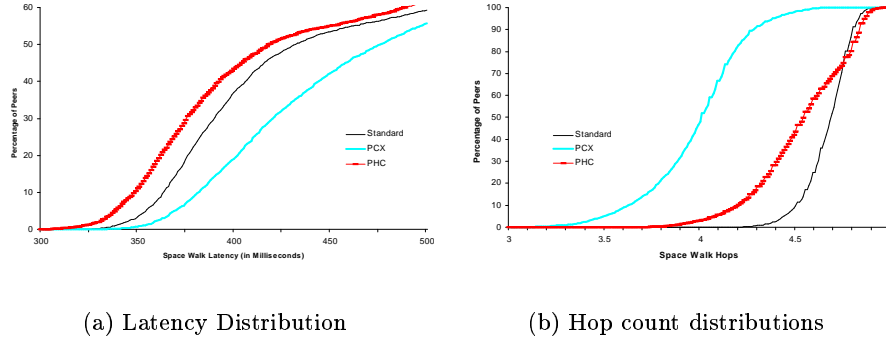 60
50
40
30
20
10
0
Percentage of Peers
Standard
PCX
PHC
300
350
400
450
500
Space Walk Latency (in Milliseconds)
(a) Latency Distribution
100
90
80
70
60
50
40
30
20
10
0
Percentage of Peers
Standard
PCX
PHC
3
3.5
4
4.5
Space Walk Hops
(b) Hop count distributions